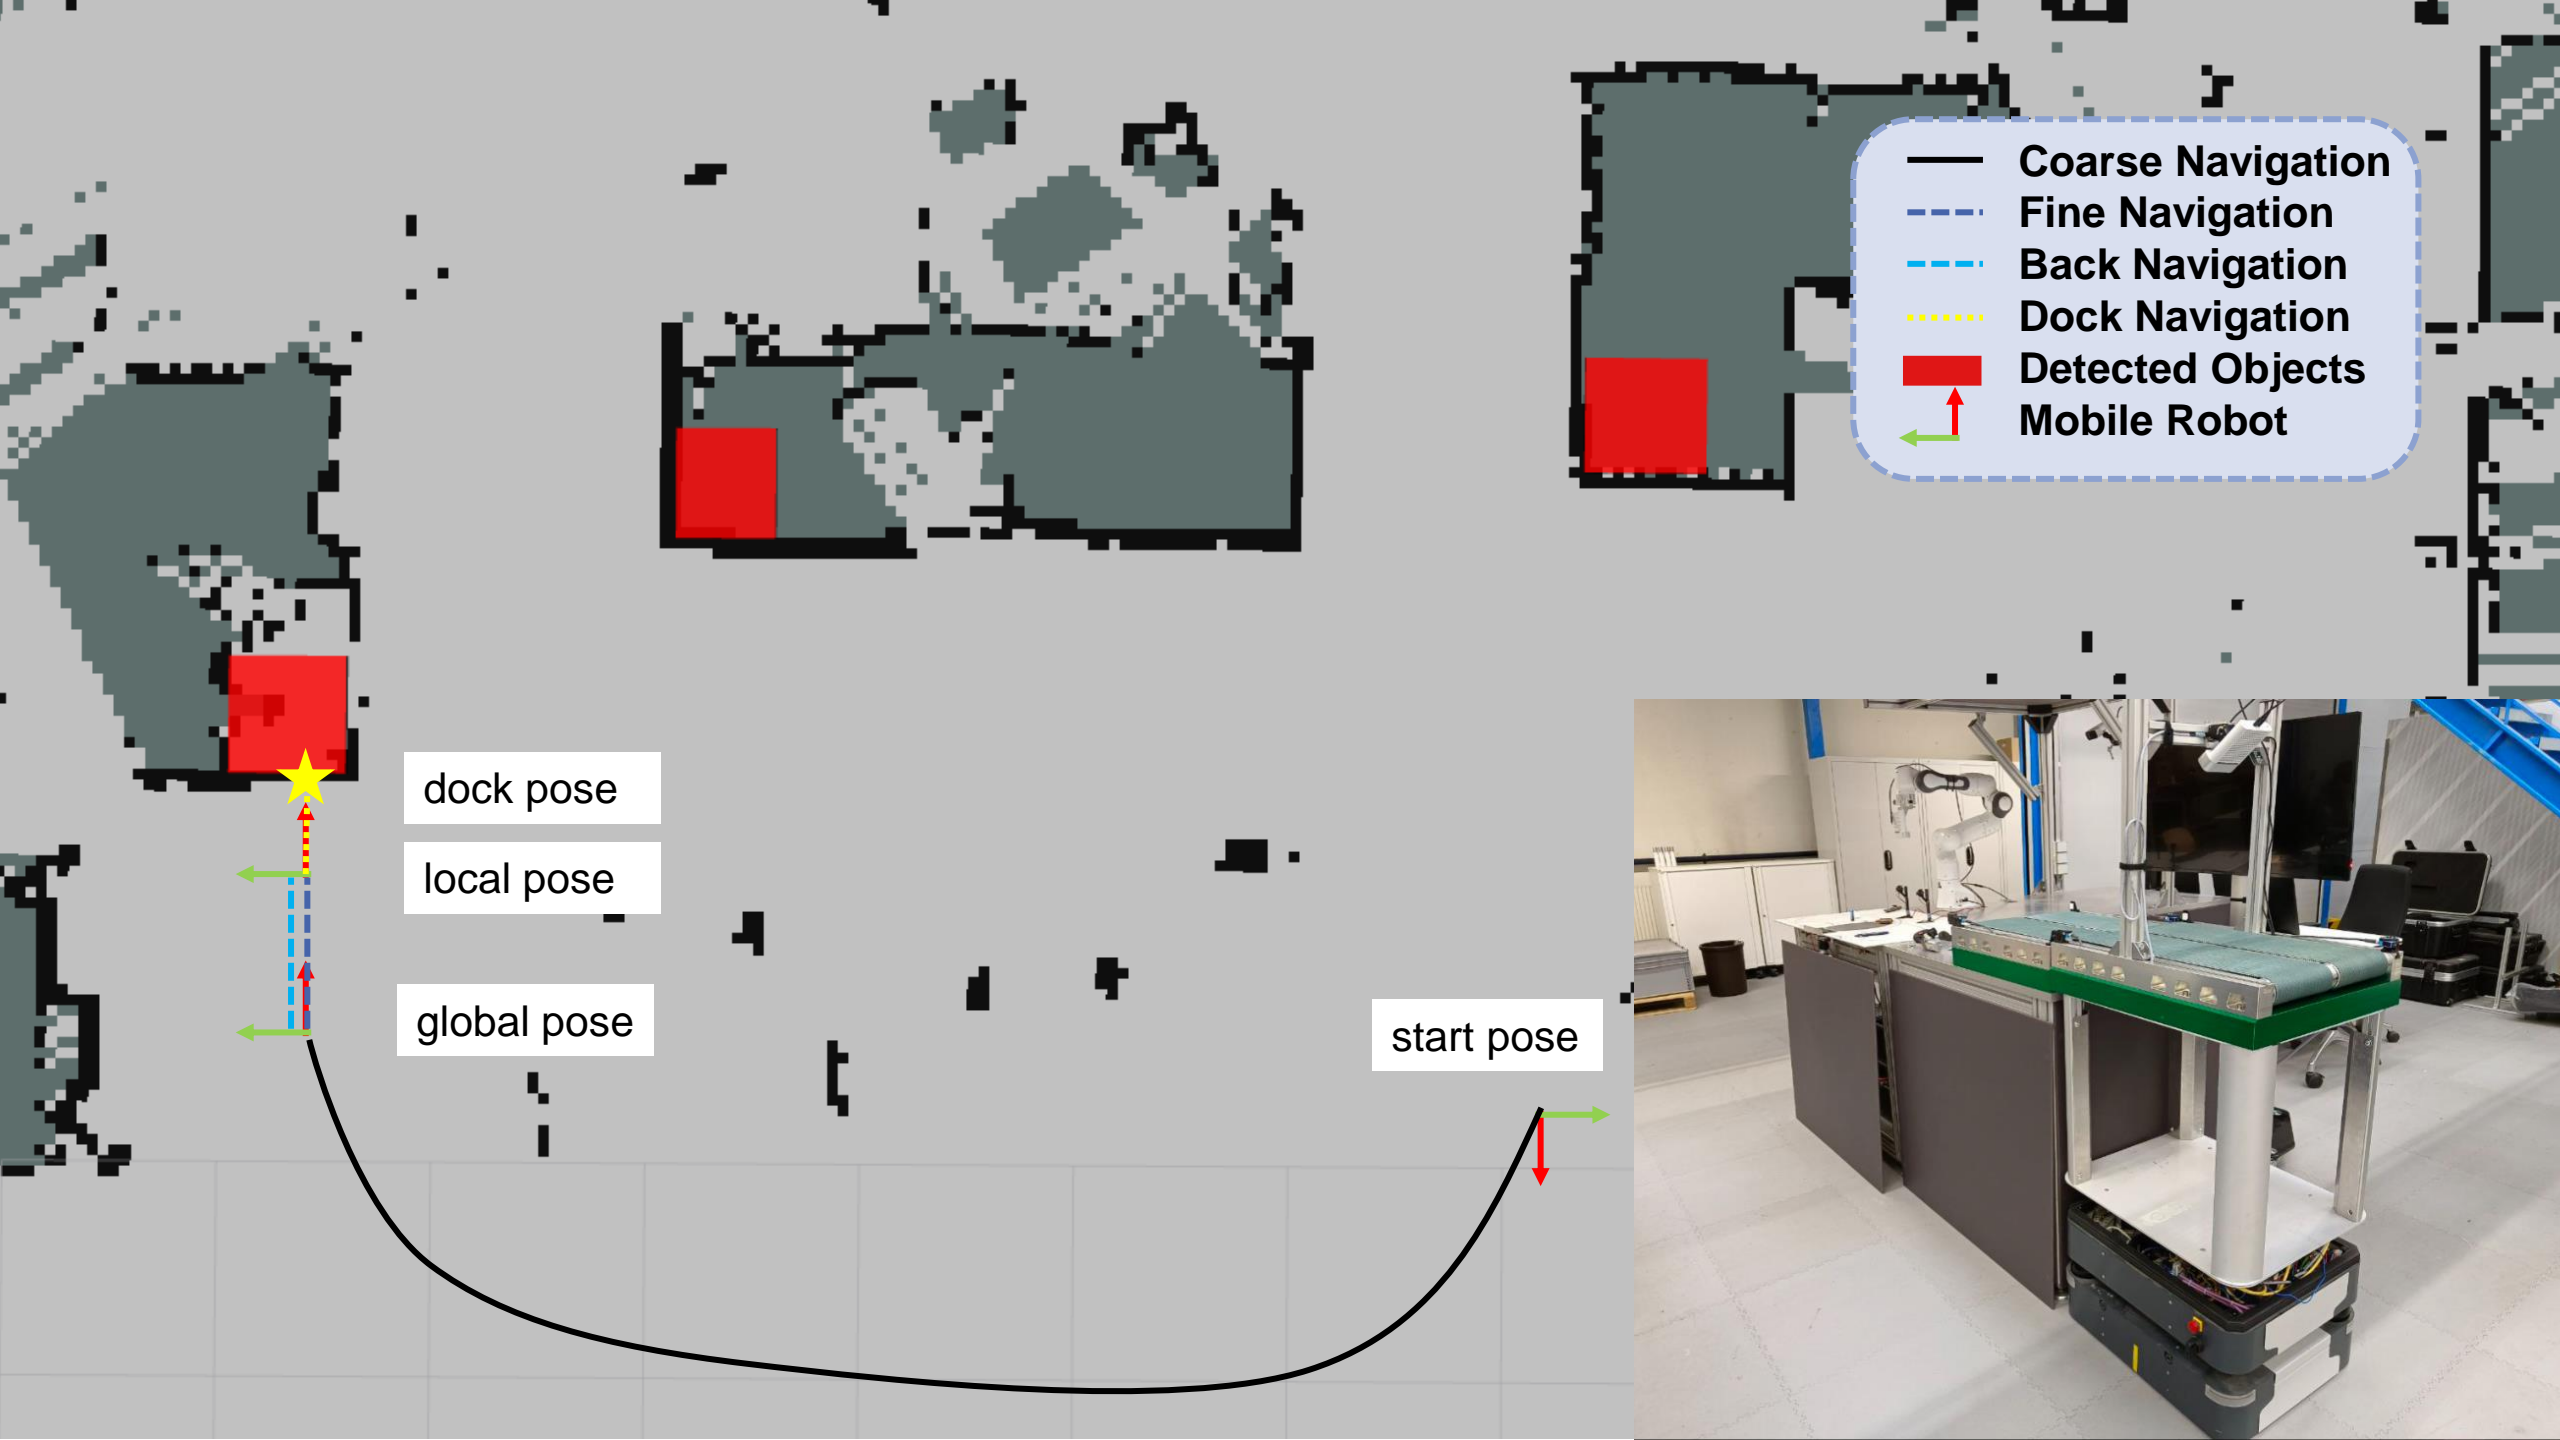 Coarse Navigation
Fine Navigation
Back Navigation
Dock Navigation
Detected Objects
Mobile Robot
dock pose
local pose
global pose
start pose